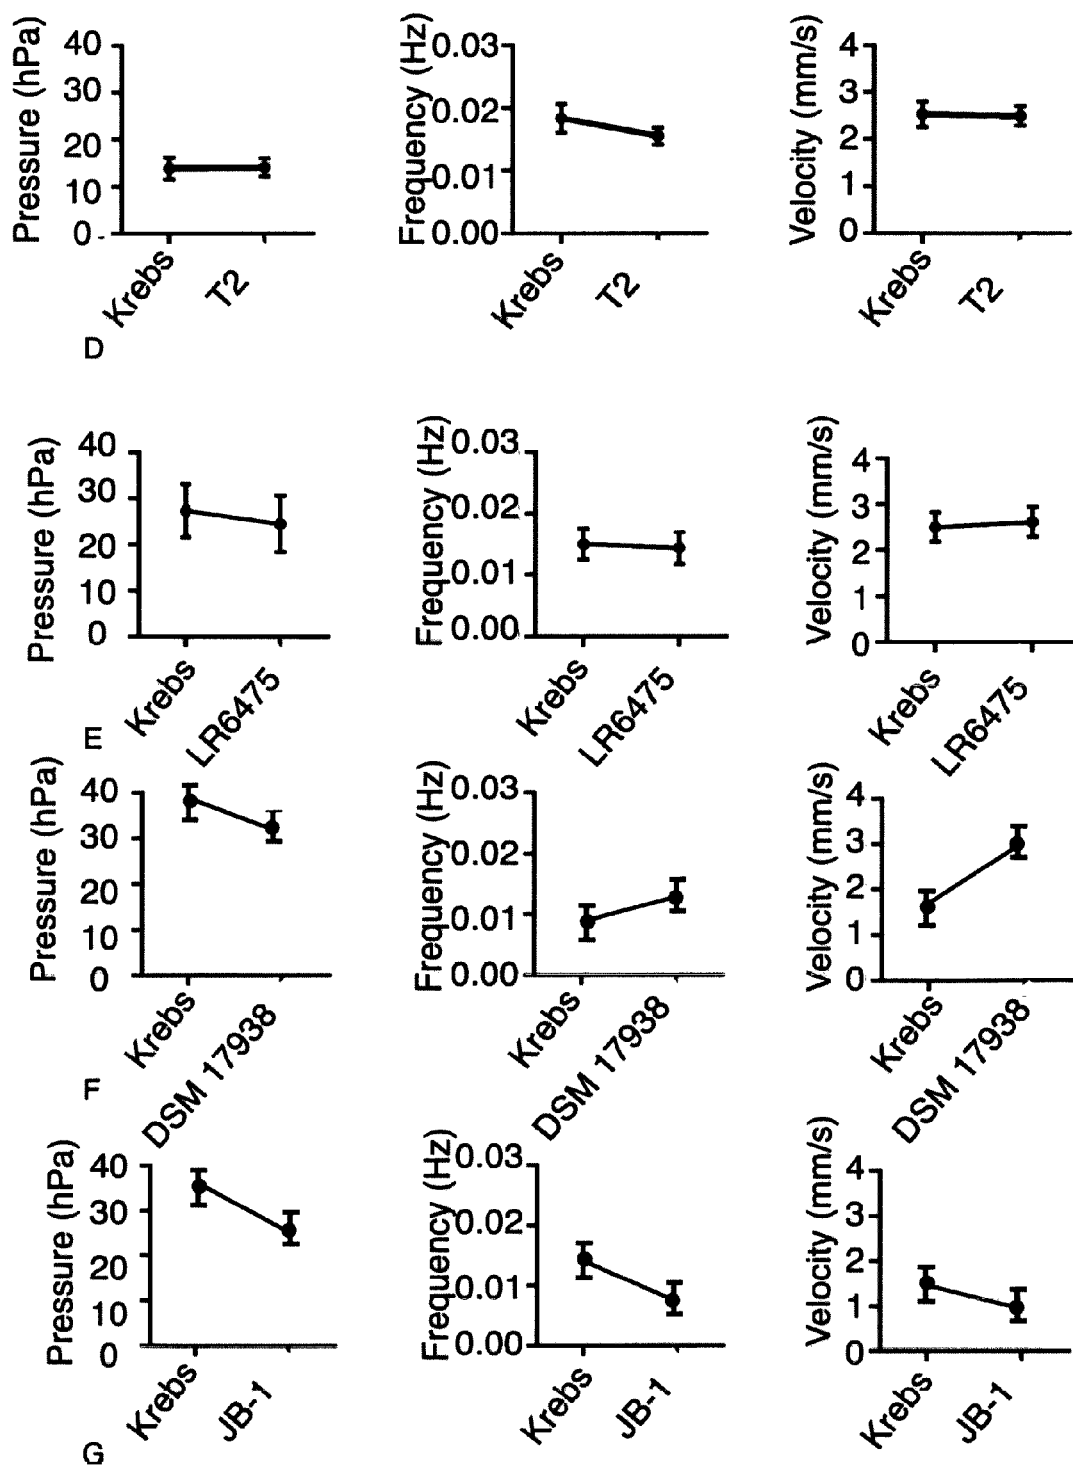 Pressure (hPa)
40
30
20
10
0
Krebs
T2
Frequency (Hz)
0.03
0.02
0.01
0.00
Krebs
T2
Velocity (mm/s)
4
3
2
1
0
Krebs
T2
D
Pressure (hPa)
40
30
20
10
0
Krebs
LR6475
Frequency (Hz)
0.03
0.02
0.01
0.00
Krebs
LR6475
Velocity (mm/s)
4
3
2
1
0
Krebs
LR6475
E
Pressure (hPa)
40
30
20
10
0
Krebs
DSM 17938
Frequency (Hz)
0.03
0.02
0.01
0.00
Krebs
DSM 17938
Velocity (mm/s)
4
3
2
1
0
Krebs
DSM 17938
F
Pressure (hPa)
40
30
20
10
0
Krebs
JB-1
Frequency (Hz)
0.03
0.02
0.01
0.00
Krebs
JB-1
Velocity (mm/s)
4
3
2
1
0
Krebs
JB-1
G